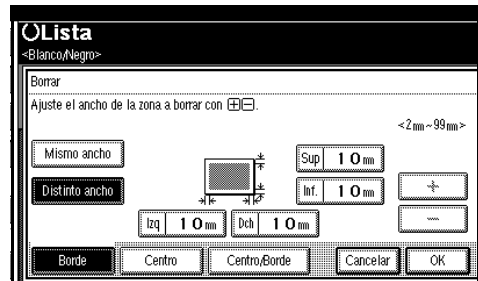 Lista
<Blanco/Negro>
Borrar
Ajuste el ancho de la zona a borrar con ⊞⊟.
<2mm~99mm>
Mismo ancho
Sup 10mm
Distinto ancho
Inf. 10mm
+
Izq 10mm Dch 10mm
—
Borde Centro Centro/Borde Cancelar OK